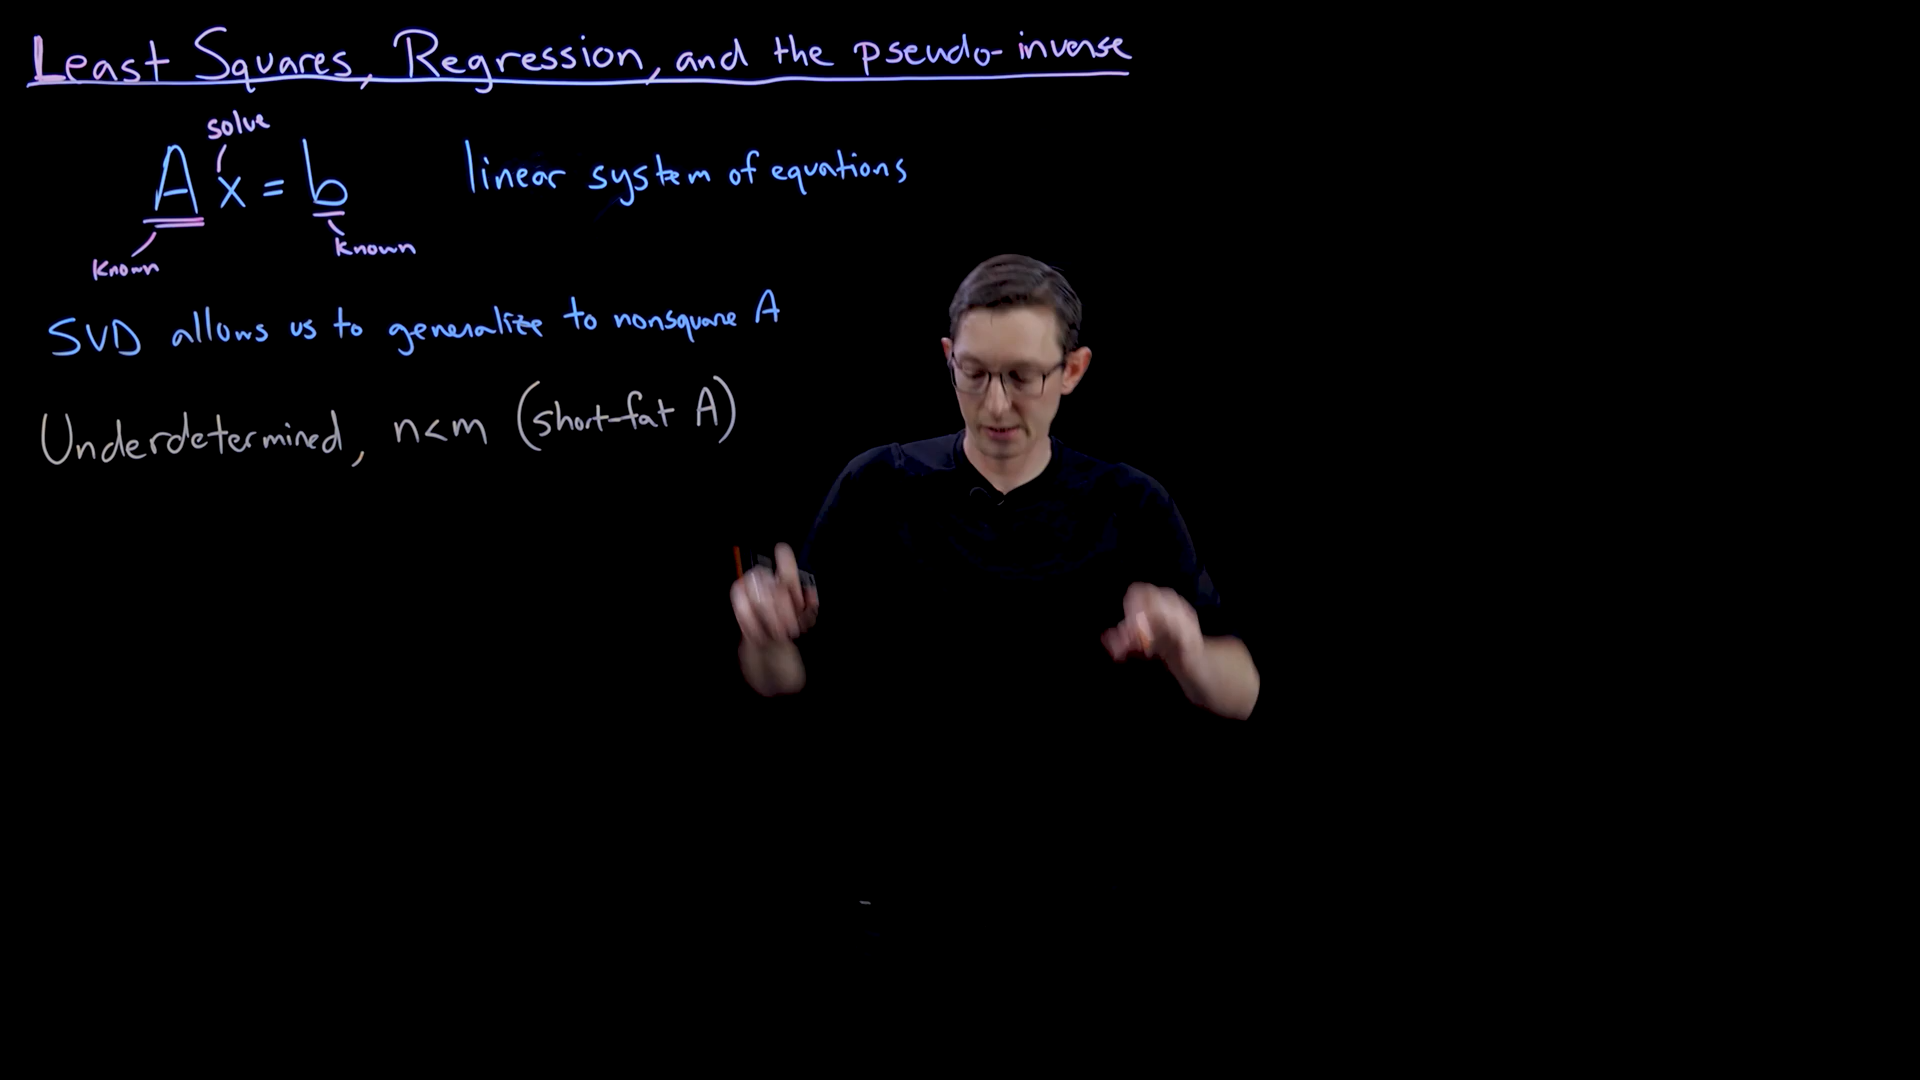 Least Squares, Regression, and the pseudo-inverse
solve
A x = b
linear system of equations
known
known
SVD allows us to generalize to nonsquare A
Underdetermined, n<m (short-fat A)